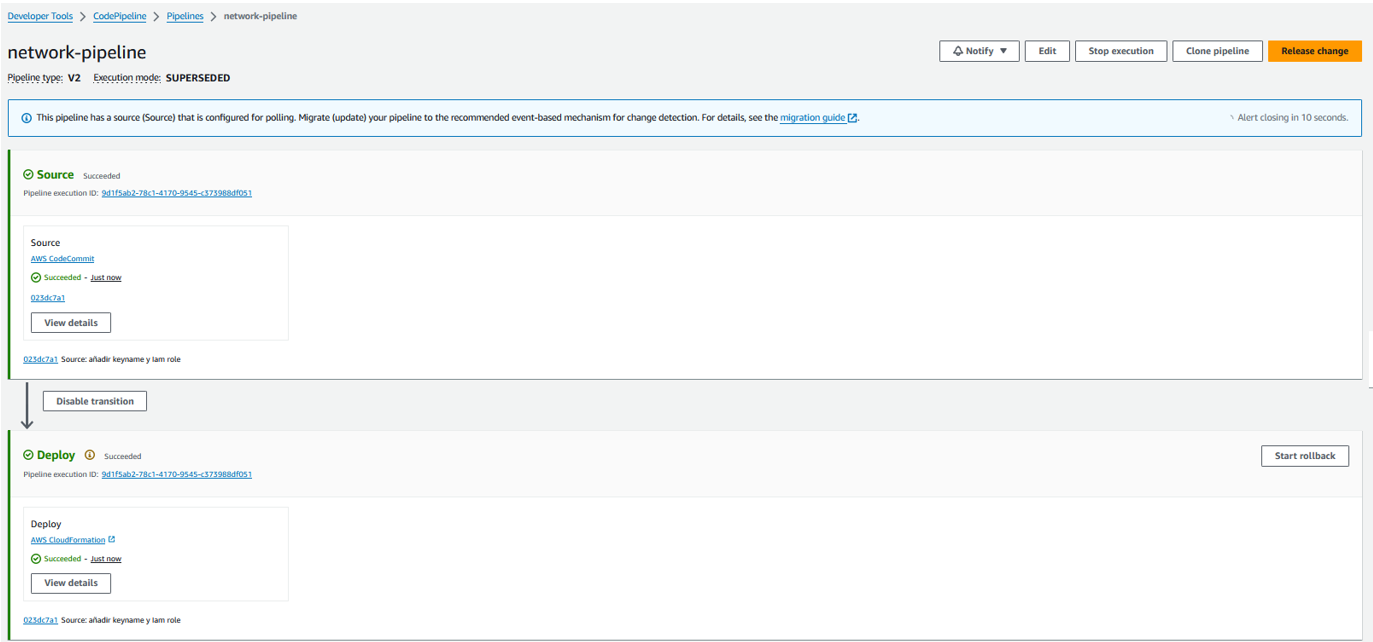 Developer Tools > CodePipeline > Pipelines > network-pipeline
network-pipeline
Notify ▼ Edit Stop execution Clone pipeline Release change
Pipeline type: V2 Execution mode: SUPERSEDED
This pipeline has a source (Source) that is configured for polling. Migrate (update) your pipeline to the recommended event-based mechanism for change detection. For details, see the migration guide. Alert closing in 10 seconds.
Source Succeeded
Pipeline execution ID: 9d1f5ab2-78c1-4170-9545-c373988df051
Source
AWS CodeCommit
Succeeded - Just now
023dc7a1
View details
023dc7a1 Source: añadir keyname y Iam role
Disable transition
Deploy Succeeded
Start rollback
Pipeline execution ID: 9d1f5ab2-78c1-4170-9545-c373988df051
Deploy
AWS CloudFormation
Succeeded - Just now
View details
023dc7a1 Source: añadir keyname y Iam role